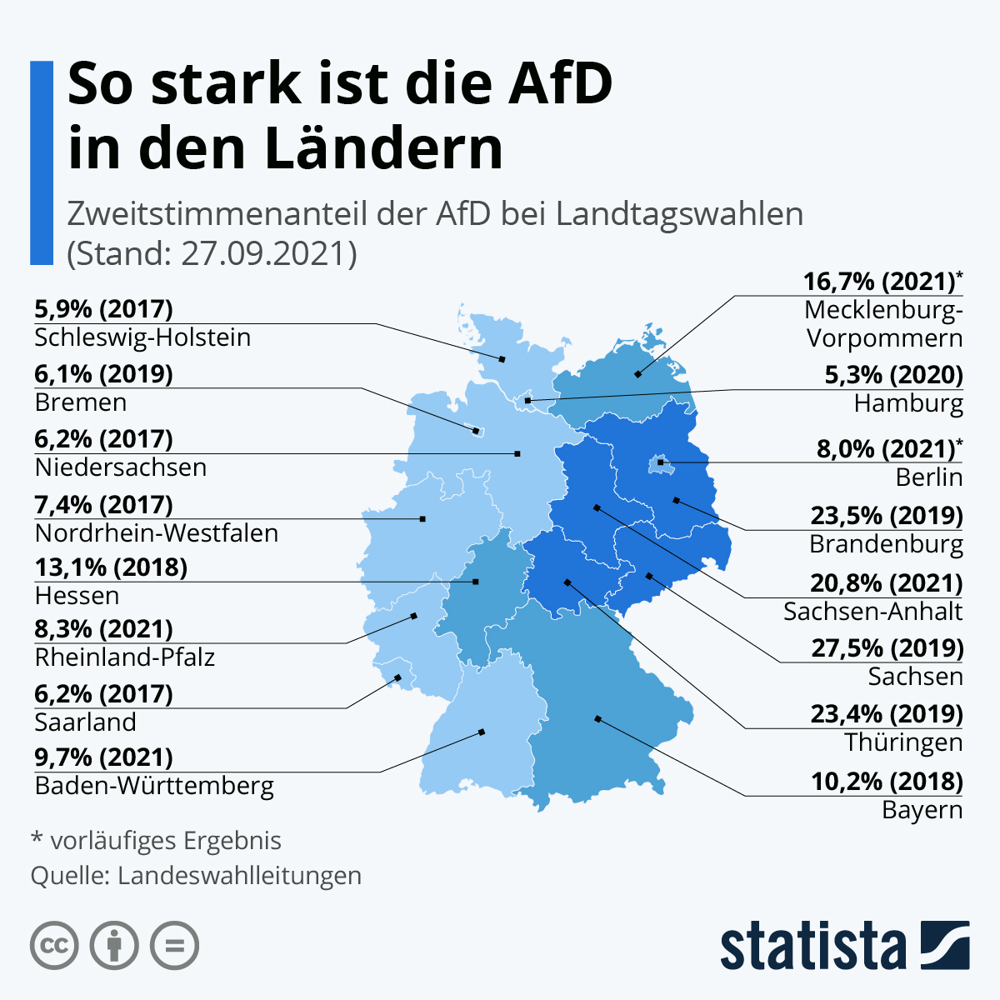 So stark ist die AfD
in den Ländern
Zweitstimmenanteil der AfD bei Landtagswahlen
(Stand: 27.09.2021)
5,9% (2017)
Schleswig-Holstein
6,1% (2019)
Bremen
6,2% (2017)
Niedersachsen
7,4% (2017)
Nordrhein-Westfalen
13,1% (2018)
Hessen
8,3% (2021)
Rheinland-Pfalz
6,2% (2017)
Saarland
9,7% (2021)
Baden-Württemberg
16,7% (2021)*
Mecklenburg-
Vorpommern
5,3% (2020)
Hamburg
8,0% (2021)*
Berlin
23,5% (2019)
Brandenburg
20,8% (2021)
Sachsen-Anhalt
27,5% (2019)
Sachsen
23,4% (2019)
Thüringen
10,2% (2018)
Bayern
* vorläufiges Ergebnis
Quelle: Landeswahlleitungen
cc
statista